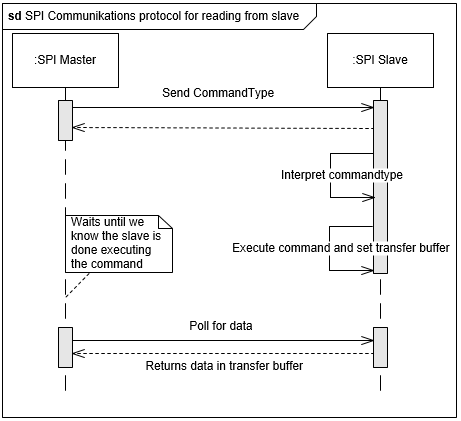 sd SPI Communikations protocol for reading from slave
:SPI Master
:SPI Slave
Send CommandType
Interpret commandtype
Waits until we
know the slave is
done executing
the command
Execute command and set transfer buffer
Poll for data
Returns data in transfer buffer